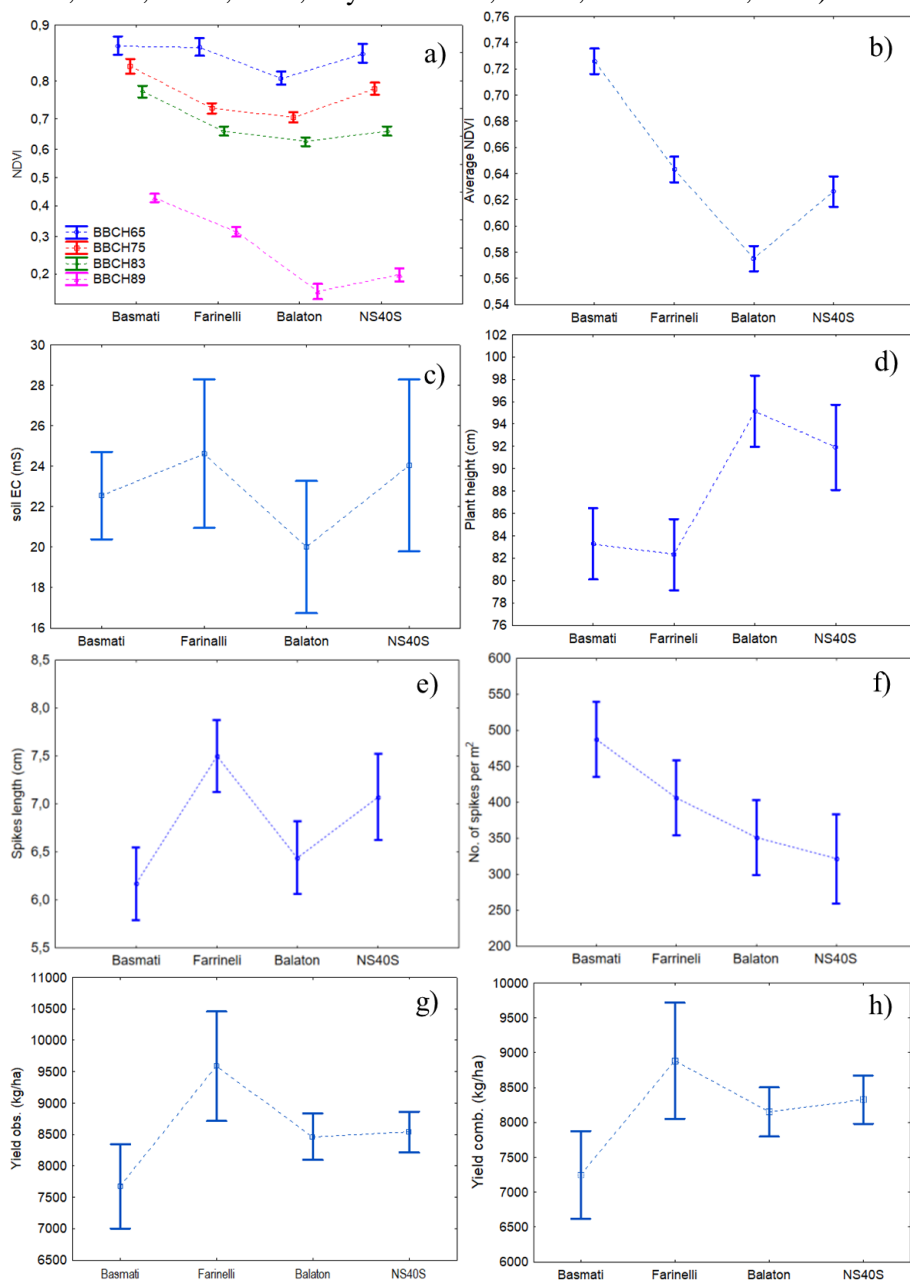 a)
0,9
0,8
0,7
0,6
0,5
0,4
0,3
0,2
NDVI
BBCH65
BBCH75
BBCH83
BBCH89
Basmati Farinelli Balaton NS40S
b)
0,76
0,74
0,72
0,70
0,68
0,66
0,64
0,62
0,60
0,58
0,56
0,54
Average NDVI
Basmati Farrineli Balaton NS40S
c)
30
28
26
24
22
20
18
16
soil EC (mS)
Basmati Farinalli Balaton NS40S
d)
102
100
98
96
94
92
90
88
86
84
82
80
78
76
Plant height (cm)
Basmati Farrineli Balaton NS40S
e)
8,5
8,0
7,5
7,0
6,5
6,0
5,5
Spikes length (cm)
Basmati Farrineli Balaton NS40S
f)
600
550
500
450
400
350
300
250
200
No. of spikes per m²
Basmati Farrineli Balaton NS40S
g)
11000
10500
10000
9500
9000
8500
8000
7500
7000
6500
Yield obs. (kg/ha)
Basmati Farinelli Balaton NS40S
h)
10000
9500
9000
8500
8000
7500
7000
6500
6000
Yield comb. (kg/ha)
Basmati Farinelli Balaton NS40S